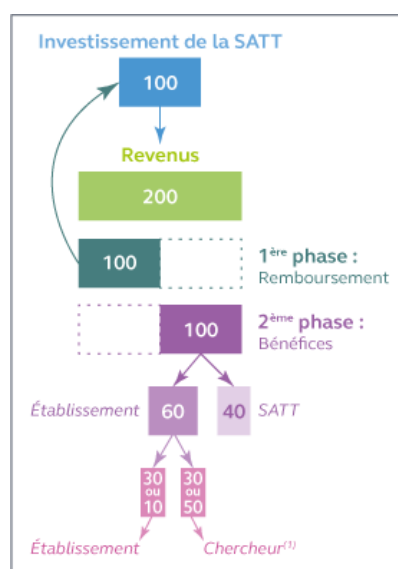 Investissement de la SATT
100
Revenus
200
100
1ère phase :
Remboursement
100
2ème phase :
Bénéfices
Établissement 60 40 SATT
30 30
ou ou
10 50
Établissement Chercheur(1)